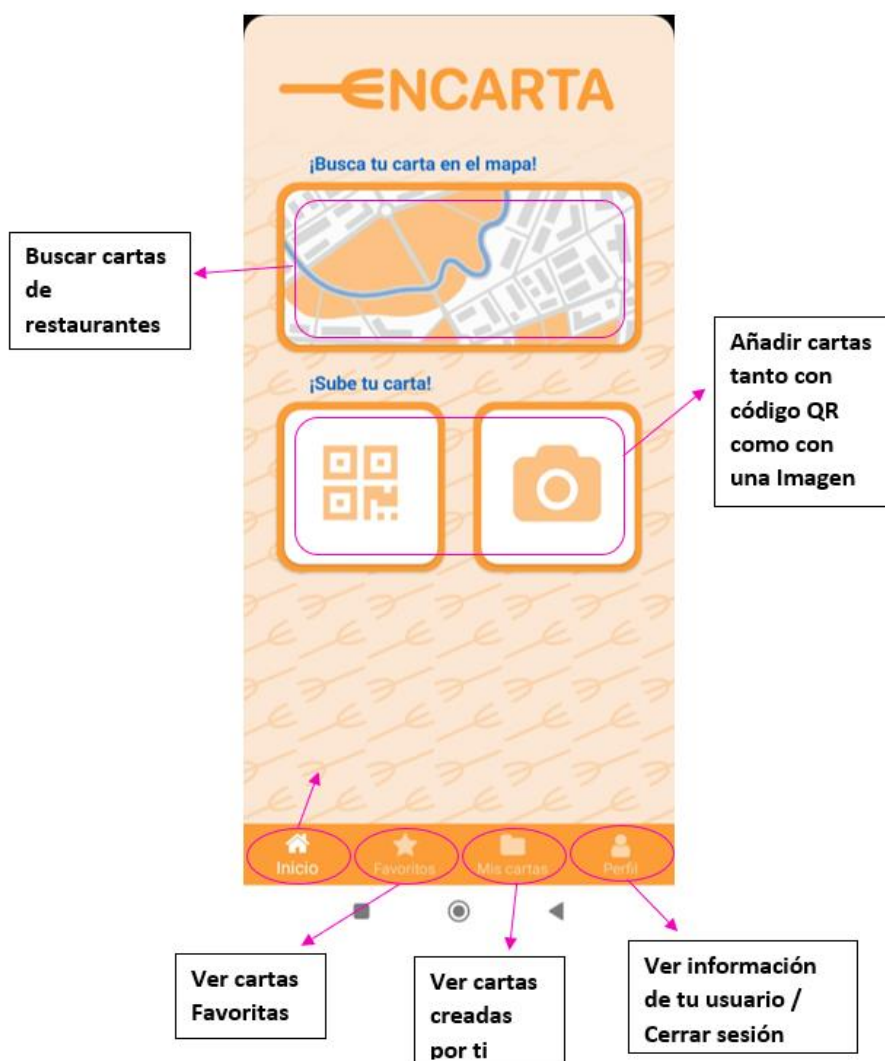 ENCARTA
¡Busca tu carta en el mapa!
Buscar cartas
de
restaurantes
Añadir cartas
tanto con
código QR
como con
una Imagen
¡Sube tu carta!
Inicio
Favoritos
Mis cartas
Perfil
Ver cartas
Favoritas
Ver cartas
creadas
por ti
Ver información
de tu usuario /
Cerrar sesión